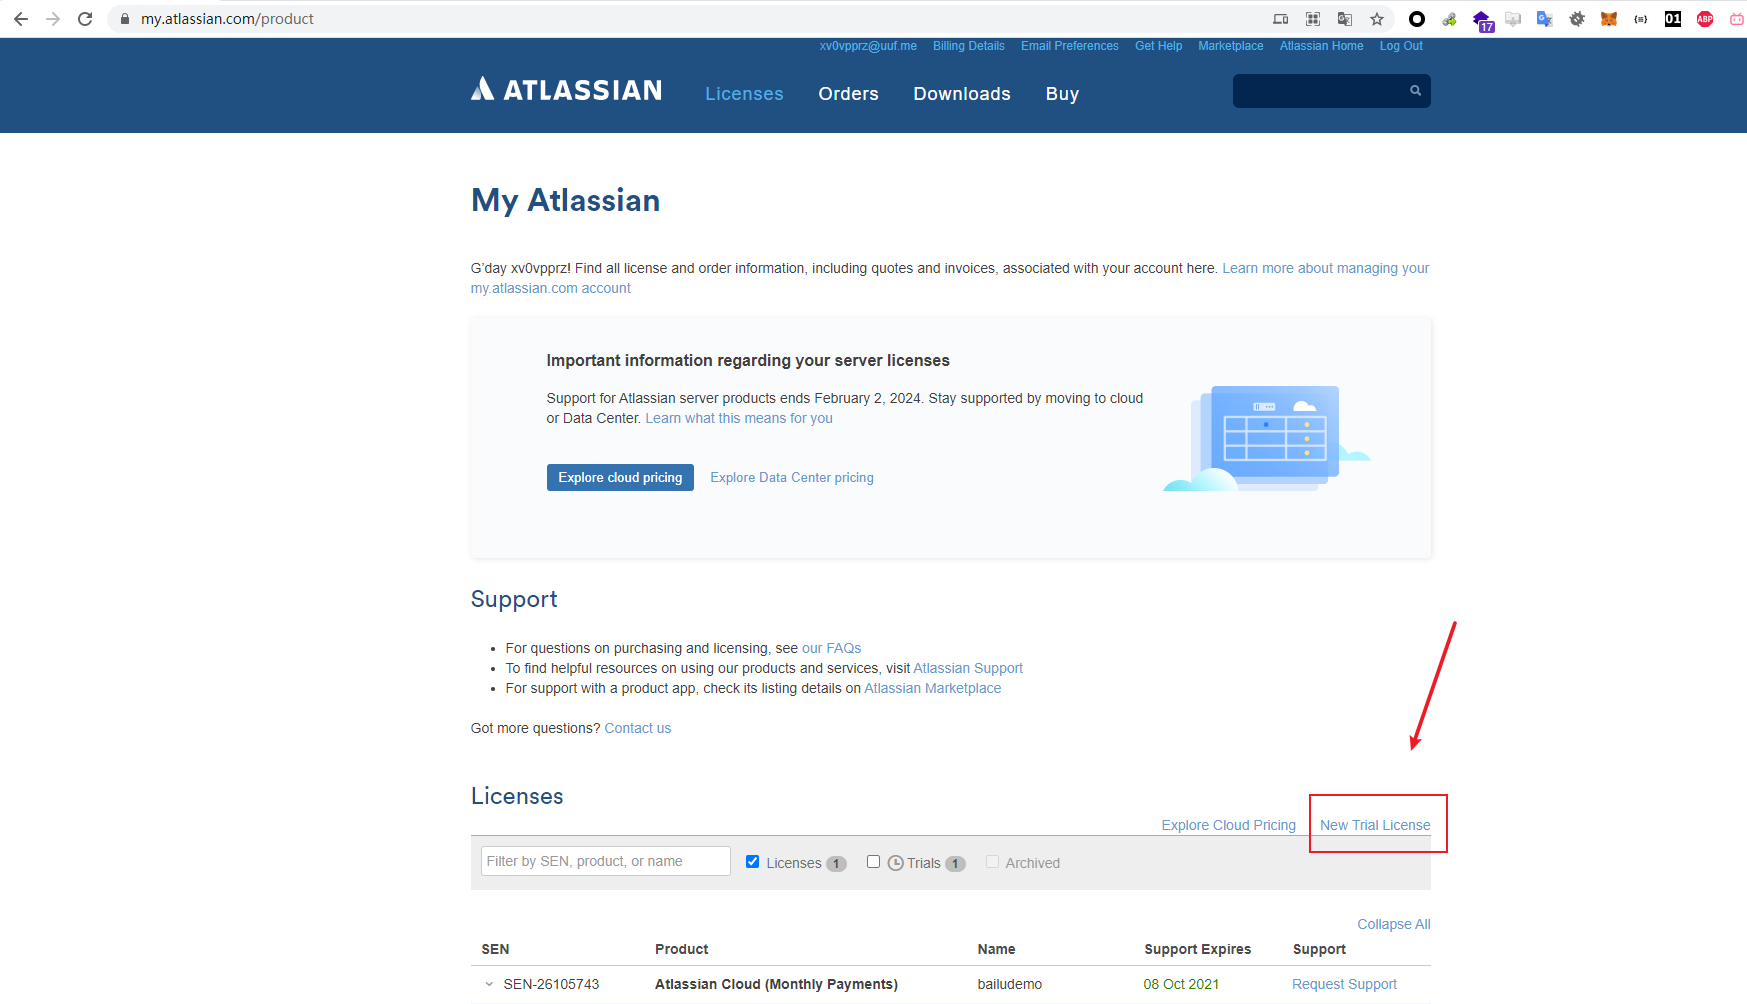 my.atlassian.com/product
17
01
ABP
xv0vpprz@uuf.me Billing Details Email Preferences Get Help Marketplace Atlassian Home Log Out
ATLASSIAN Licenses Orders Downloads Buy
My Atlassian
G'day xv0vpprz! Find all license and order information, including quotes and invoices, associated with your account here. Learn more about managing your
my.atlassian.com account
Important information regarding your server licenses
Support for Atlassian server products ends February 2, 2024. Stay supported by moving to cloud
or Data Center. Learn what this means for you
Explore cloud pricing Explore Data Center pricing
Support
• For questions on purchasing and licensing, see our FAQs
• To find helpful resources on using our products and services, visit Atlassian Support
• For support with a product app, check its listing details on Atlassian Marketplace
Got more questions? Contact us
Licenses
Explore Cloud Pricing New Trial License
Filter by SEN, product, or name Licenses 1 Trials 1 Archived
Collapse All
SEN Product Name Support Expires Support
SEN-26105743 Atlassian Cloud (Monthly Payments) bailudemo 08 Oct 2021 Request Support